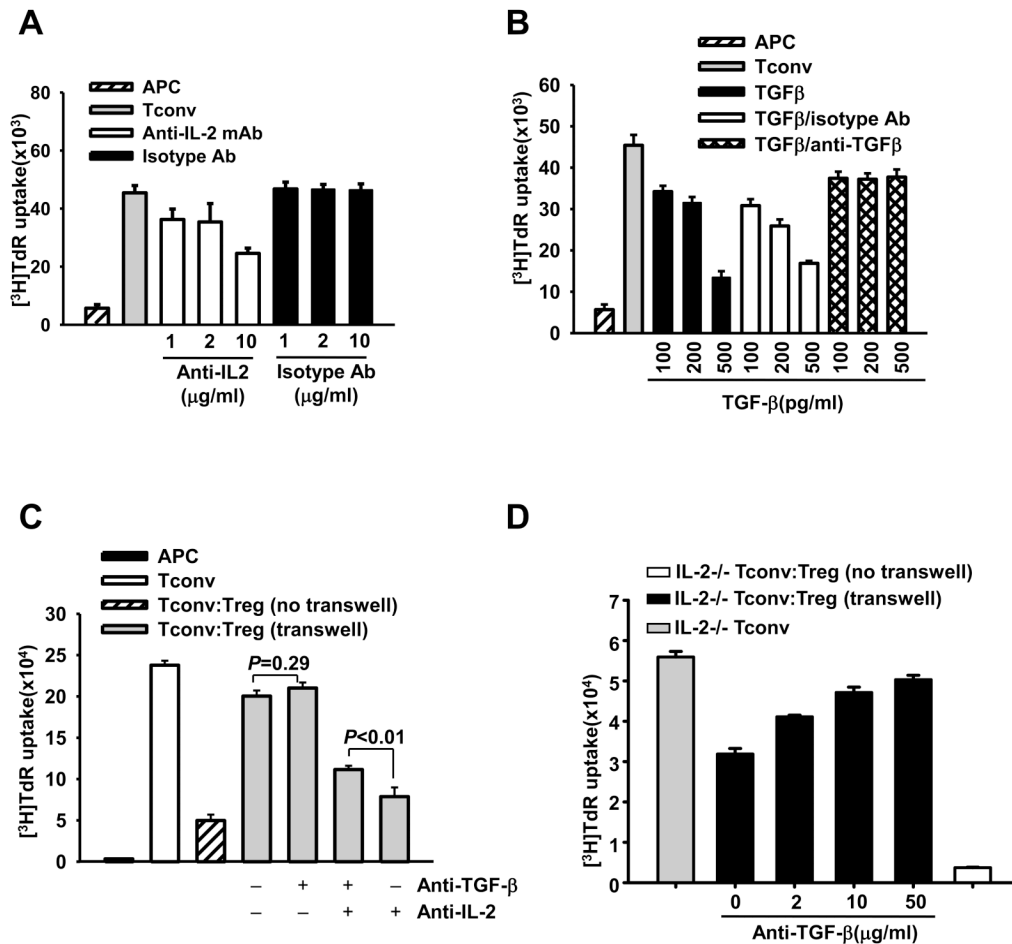 A
APC
Tconv
Anti-IL-2 mAb
Isotype Ab
[³H]TdR uptake(x10³)
80
60
40
20
0
1 2 10 1 2 10
Anti-IL2 Isotype Ab
(μg/ml) (μg/ml)
B
APC
Tconv
TGFβ
TGFβ/isotype Ab
TGFβ/anti-TGFβ
[³H]TdR uptake(x10³)
60
50
40
30
20
10
0
100 200 500 100 200 500 100 200 500
TGF-β(pg/ml)
C
APC
Tconv
Tconv:Treg (no transwell)
Tconv:Treg (transwell)
[³H]TdR uptake(x10⁴)
30
25
20
15
10
5
0
P=0.29
P<0.01
– + + – Anti-TGF-β
– – + + Anti-IL-2
D
IL-2-/- Tconv:Treg (no transwell)
IL-2-/- Tconv:Treg (transwell)
IL-2-/- Tconv
[³H]TdR uptake(x10⁴)
7
6
5
4
3
2
1
0
0 2 10 50
Anti-TGF-β(μg/ml)